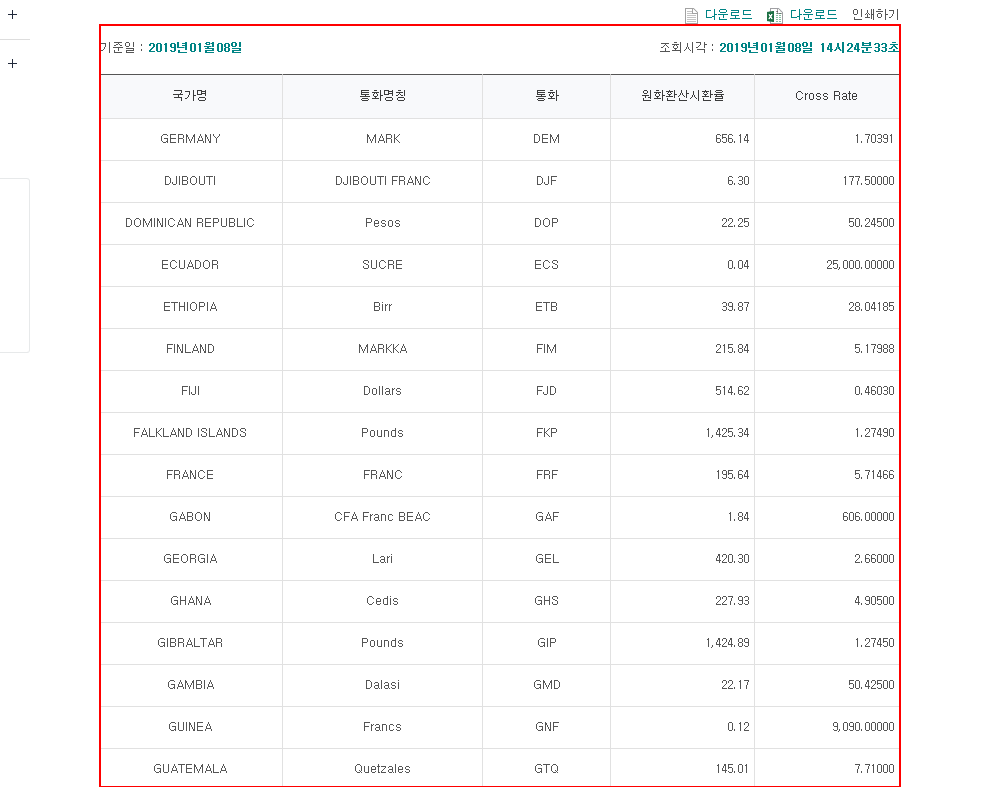 다운로드 다운로드 인쇄하기
기준일 : 2019년01월08일 조회시각 : 2019년01월08일 14시24분33초
국가명 통화명칭 통화 원화환산시환율 Cross Rate
GERMANY MARK DEM 656.14 1.70391
DJIBOUTI DJIBOUTI FRANC DJF 6.30 177.50000
DOMINICAN REPUBLIC Pesos DOP 22.25 50.24500
ECUADOR SUCRE ECS 0.04 25,000.00000
ETHIOPIA Birr ETB 39.87 28.04185
FINLAND MARKKA FIM 215.84 5.17988
FIJI Dollars FJD 514.62 0.46030
FALKLAND ISLANDS Pounds FKP 1,425.34 1.27490
FRANCE FRANC FRF 195.64 5.71466
GABON CFA Franc BEAC GAF 1.84 606.00000
GEORGIA Lari GEL 420.30 2.66000
GHANA Cedis GHS 227.93 4.90500
GIBRALTAR Pounds GIP 1,424.89 1.27450
GAMBIA Dalasi GMD 22.17 50.42500
GUINEA Francs GNF 0.12 9,090.00000
GUATEMALA Quetzales GTQ 145.01 7.71000